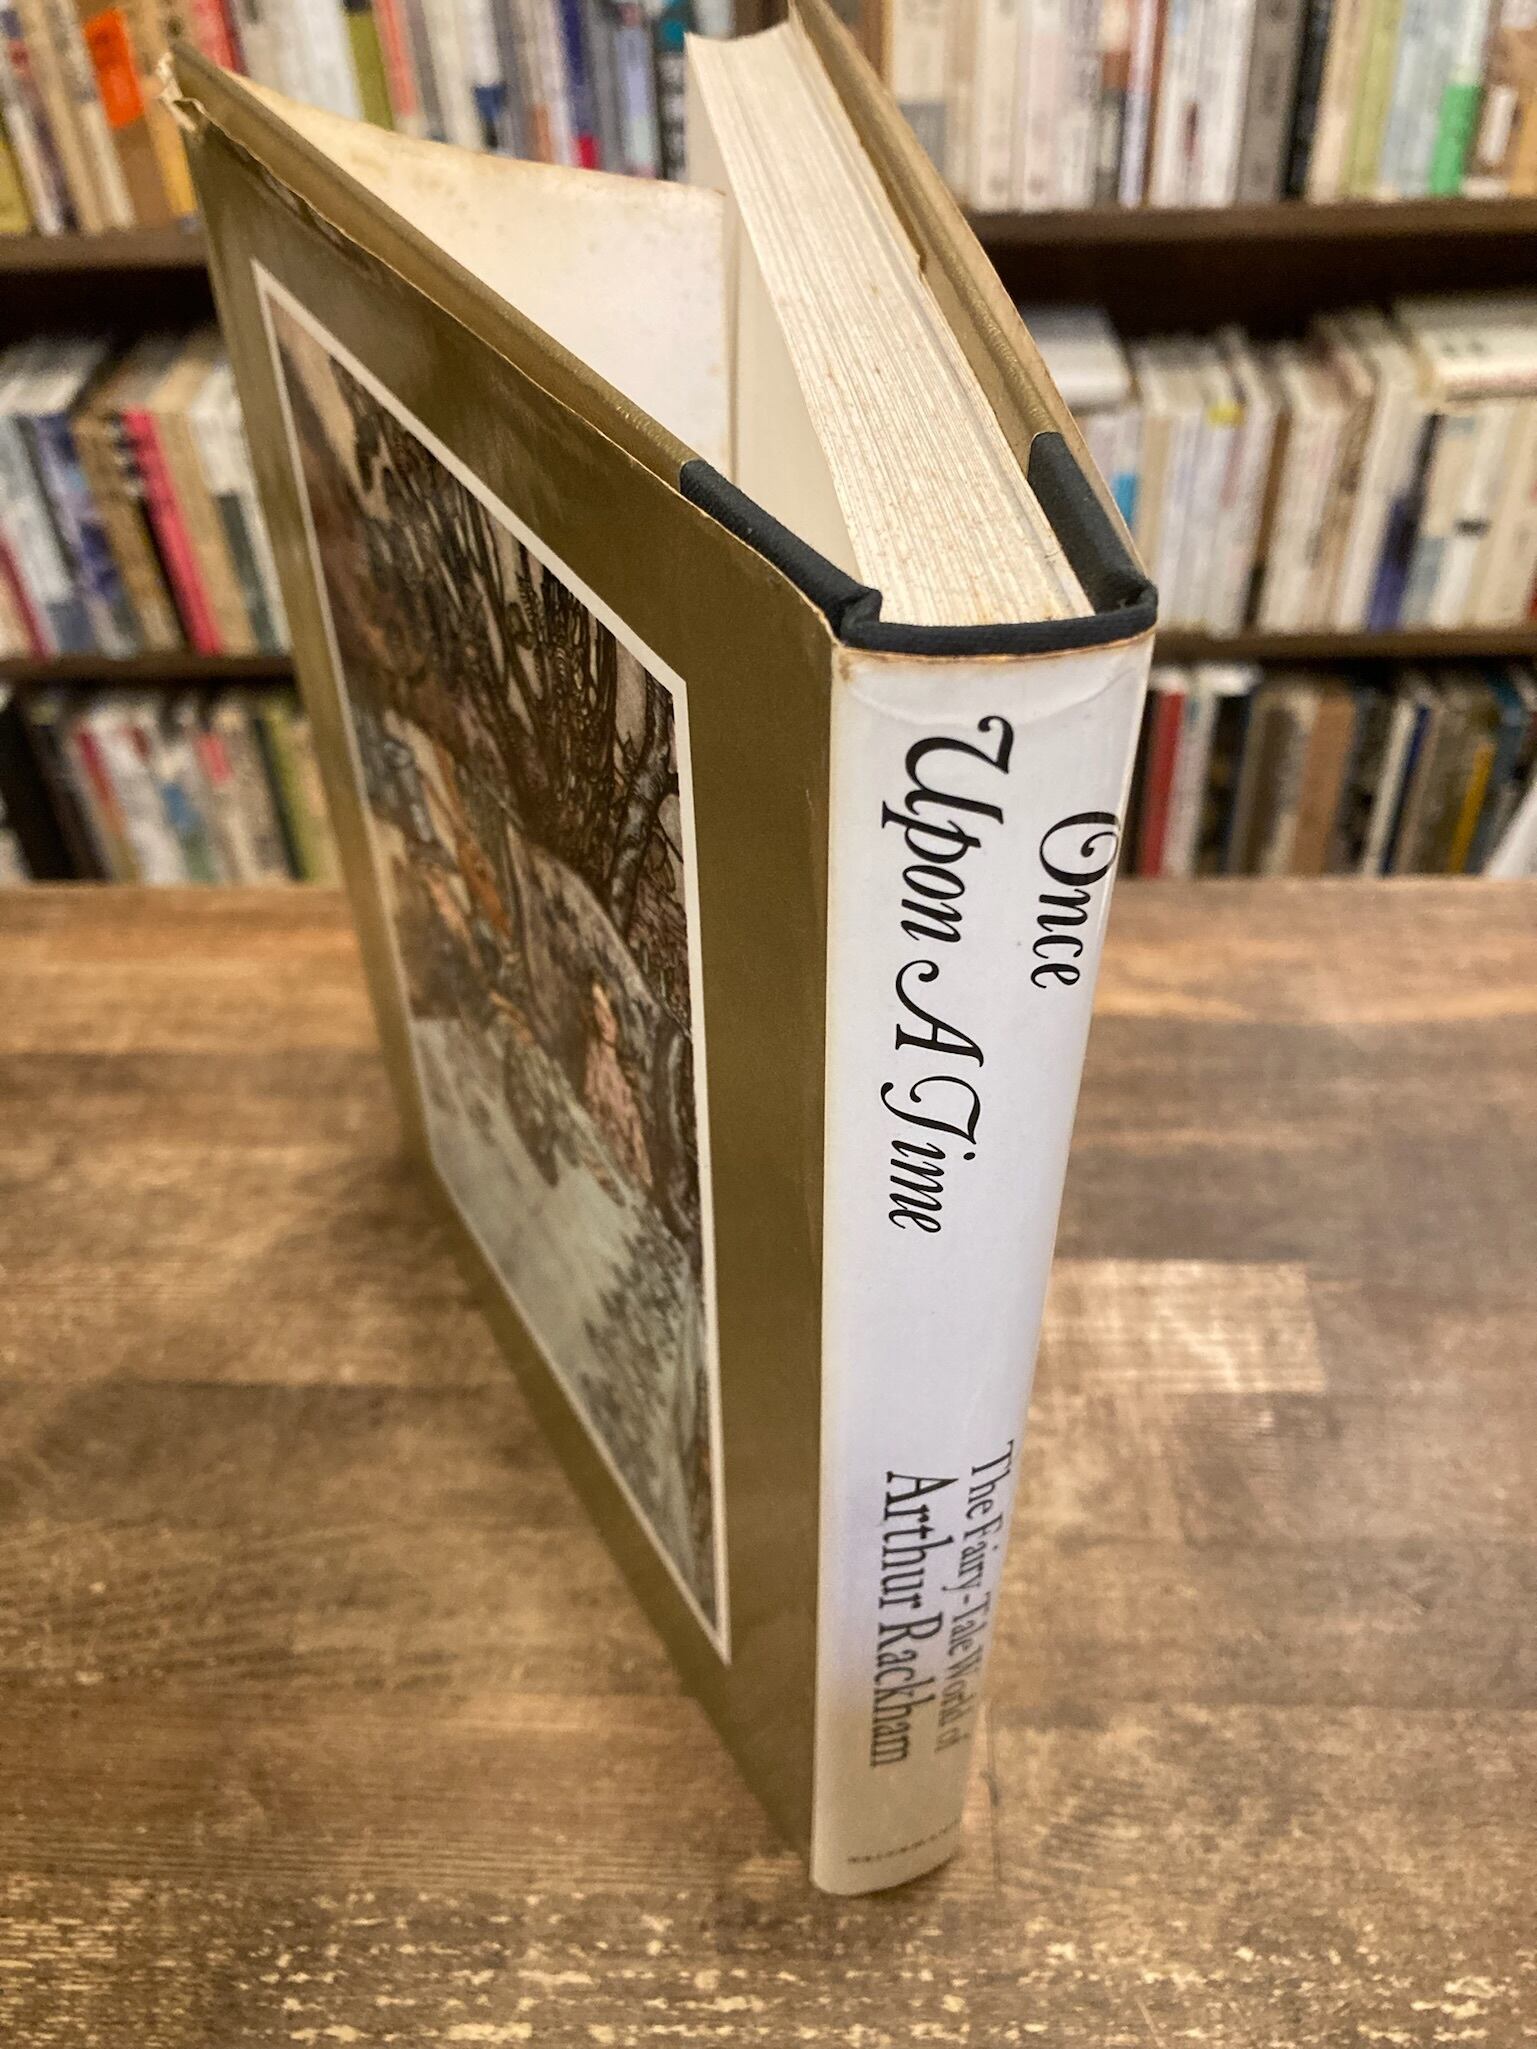 Once
Upon A Time
The Fairy-Tale World of
Arthur Rackham